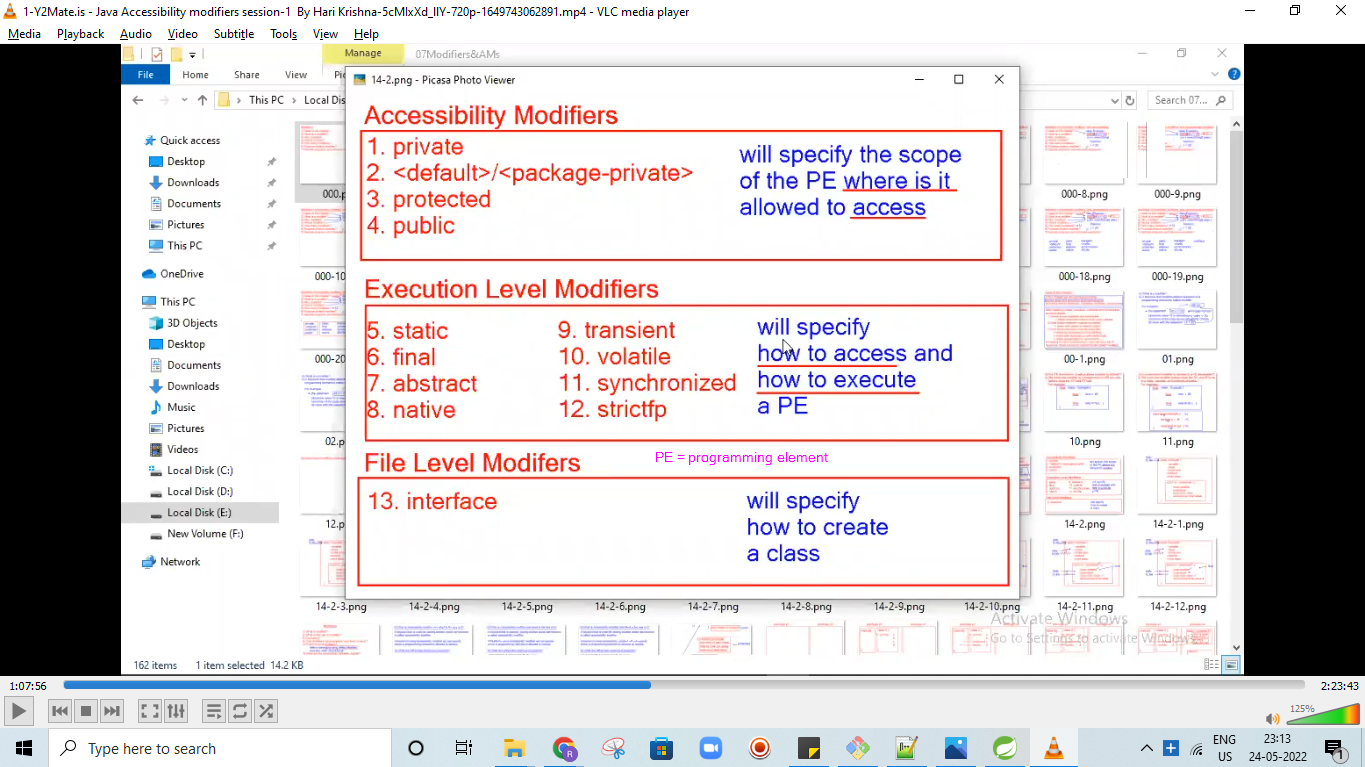 1-Y2Mate.is - Java Accessibility modifiers session-1 By Hari Krishna-5cMlxXd_IIY-720p-1649743062891.mp4 - VLC media player
Media Playback Audio Video Subtitle Tools View Help
Manage 07Modifiers&AMs
File Home Share View
This PC Local Dis
Search 07...
14-2.png - Picasa Photo Viewer
Quick access
Desktop
Downloads
Documents
Pictures
This PC
OneDrive
This PC
3D Objects
Desktop
Documents
Downloads
Music
Pictures
Videos
Local Disk (C:)
Local Disk (D:)
Local Disk (E:)
New Volume (F:)
Network
Accessibility Modifiers
1. private
2. <default>/<package-private>
3. protected
4. public
will specify the scope
of the PE where is it
allowed to access
Execution Level Modifiers
5. static
6. final
7. abstract
8. native
9. transient
10. volatile
11. synchronized
12. strictfp
will specify
how to access and
how to execute
a PE
File Level Modifers
PE = programming element
13. interface
will specify
how to create
a class
000-8.png 000-9.png
000-10 000-18.png 000-19.png
000-20 00-1.png 01.png
02.p 10.png 11.png
12.p 14-2.png 14-2-1.png
14-2-3.png 14-2-4.png 14-2-5.png 14-2-6.png 14-2-7.png 14-2-8.png 14-2-9.png 14-2-10.png 14-2-11.png 14-2-12.png
Activate Windows
Go to Settings to activate Windows.
162 items 1 item selected 14.2 KB
1:07:56 2:23:43
125%
Type here to search
ENG
US
23:13
24-05-2022
1